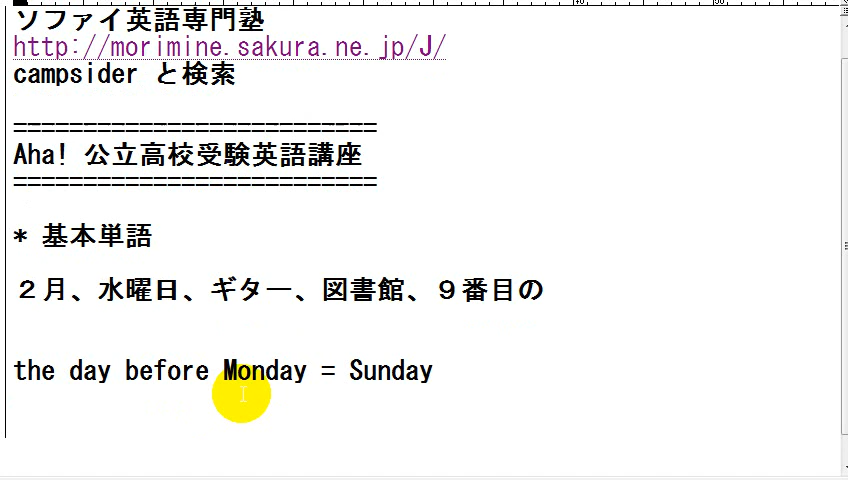 ソファイ英語専門塾
http://morimine.sakura.ne.jp/J/
campsider と検索
==========================
Aha! 公立高校受験英語講座
==========================
* 基本単語
２月、水曜日、ギター、図書館、９番目の
the day before Monday = Sunday